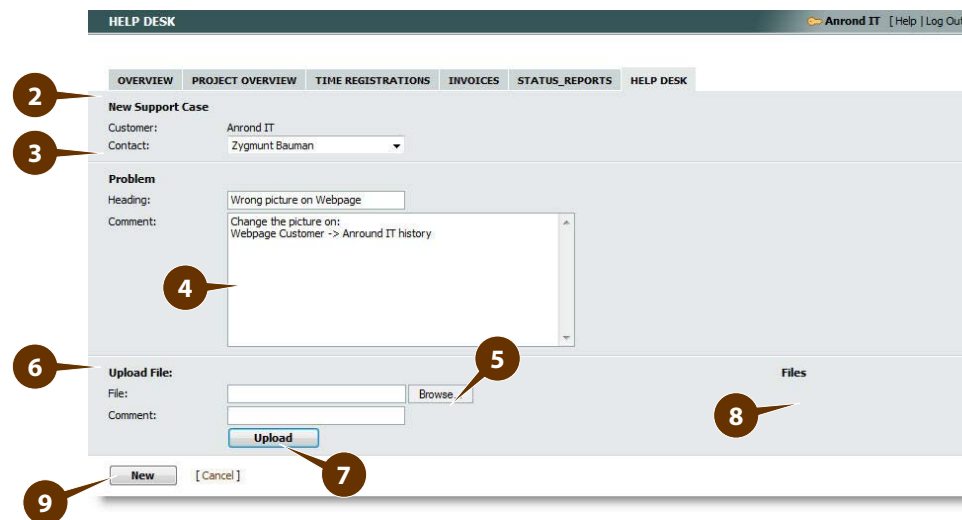 HELP DESK Anrond IT [ Help | Log Out
OVERVIEW PROJECT OVERVIEW TIME REGISTRATIONS INVOICES STATUS_REPORTS HELP DESK
2
New Support Case
Customer: Anrond IT
3
Contact: Zygmunt Bauman
Problem
Heading: Wrong picture on Webpage
Comment: Change the picture on:
Webpage Customer -> Anround IT history
4
5
6
Upload File: Files
File: Browse...
8
Comment:
Upload
7
New [ Cancel ]
9